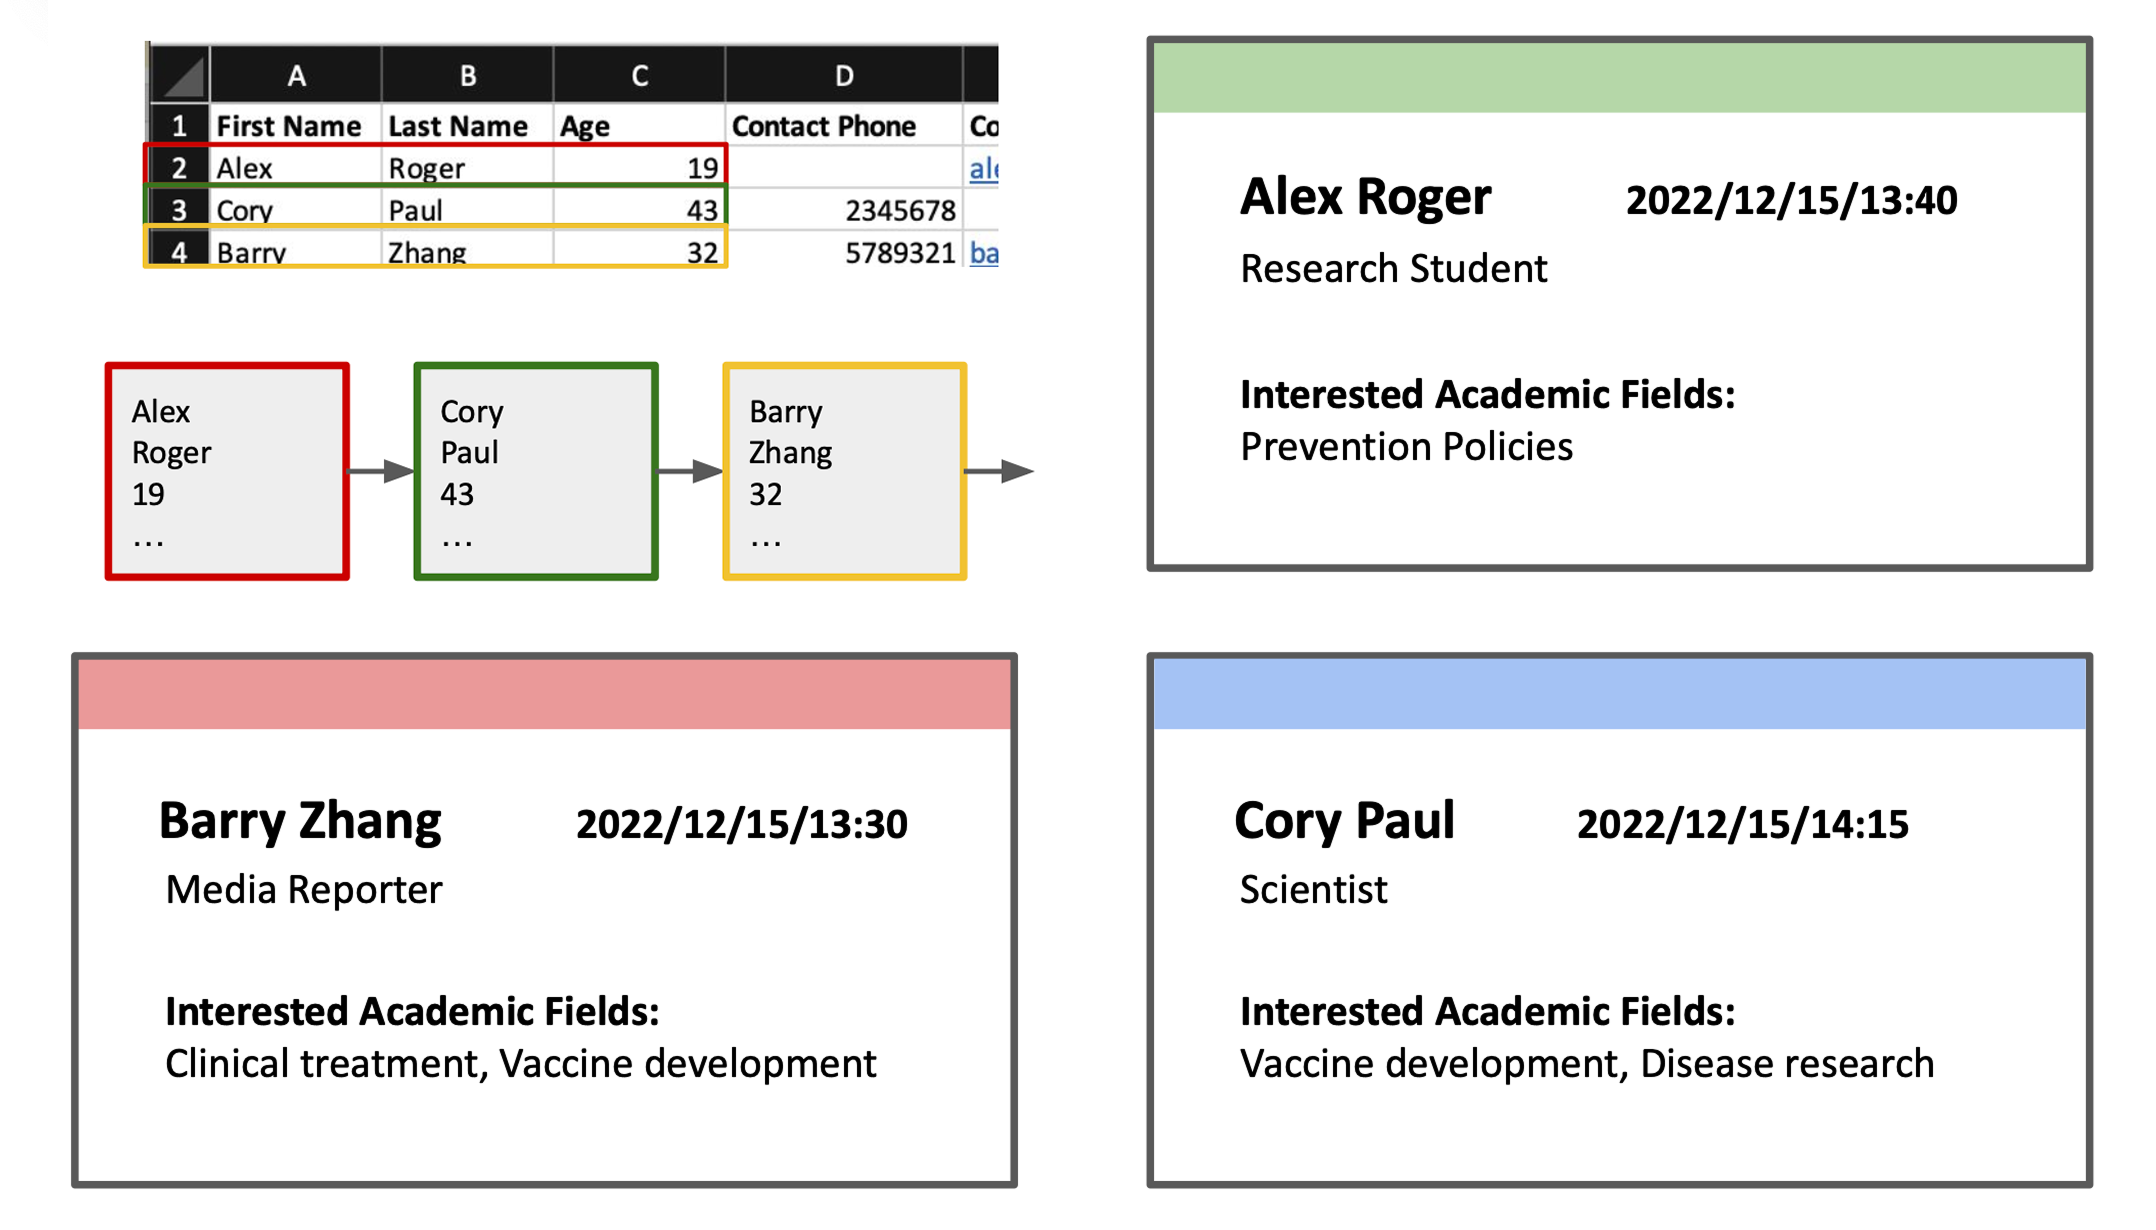 A B C D
1 First Name Last Name Age Contact Phone Co
2 Alex Roger 19 ale
3 Cory Paul 43 2345678
4 Barry Zhang 32 5789321 ba
Alex
Roger
19
...
Cory
Paul
43
...
Barry
Zhang
32
...
Alex Roger 2022/12/15/13:40
Research Student
Interested Academic Fields:
Prevention Policies
Barry Zhang 2022/12/15/13:30
Media Reporter
Interested Academic Fields:
Clinical treatment, Vaccine development
Cory Paul 2022/12/15/14:15
Scientist
Interested Academic Fields:
Vaccine development, Disease research